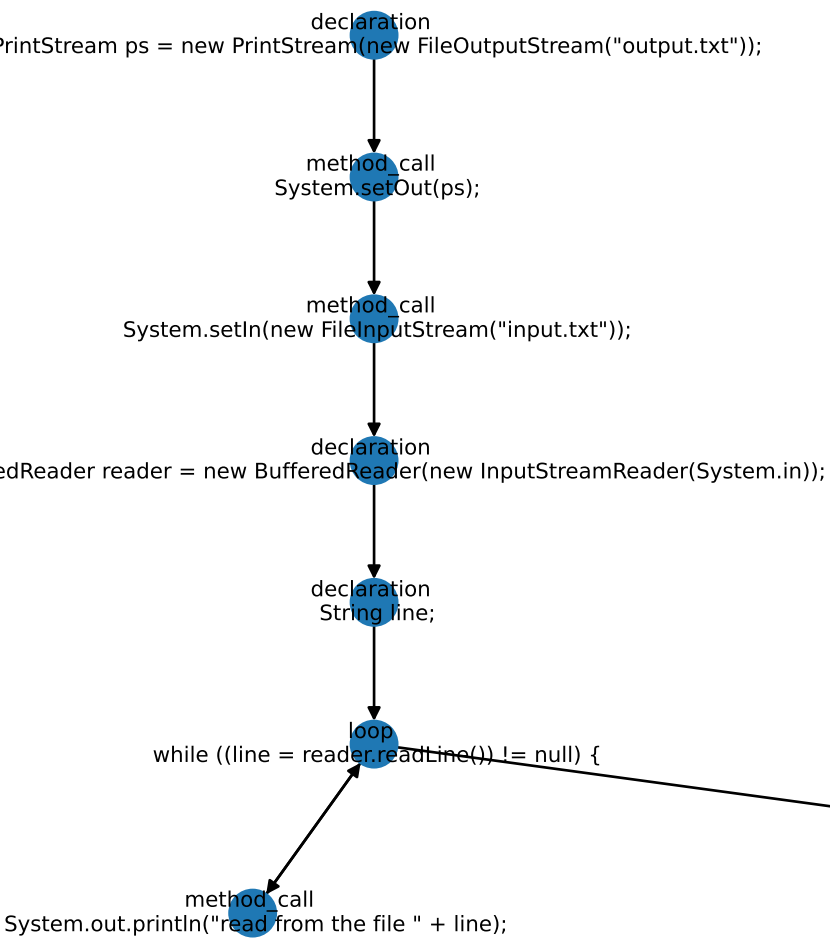 declaration
PrintStream ps = new PrintStream(new FileOutputStream("output.txt"));
method_call
System.setOut(ps);
method_call
System.setIn(new FileInputStream("input.txt"));
declaration
edReader reader = new BufferedReader(new InputStreamReader(System.in));
declaration
String line;
loop
while ((line = reader.readLine()) != null) {
method_call
System.out.println("read from the file " + line);